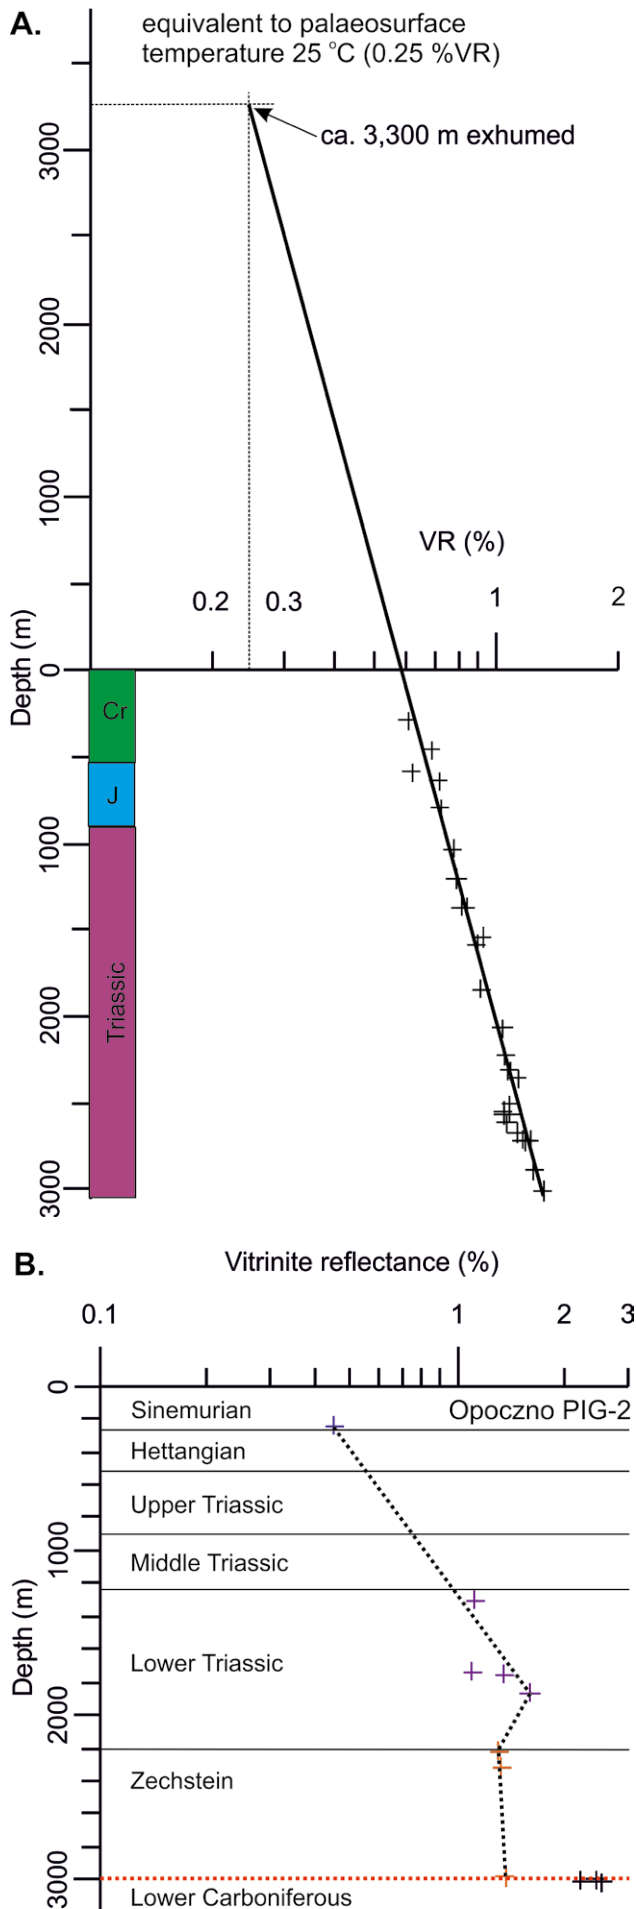 A.
equivalent to palaeosurface
temperature 25 °C (0.25 %VR)
ca. 3,300 m exhumed
3000
2000
1000
VR (%)
0.2 0.3 1 2
0
Depth (m)
Cr
J
1000
Triassic
2000
3000
B. Vitrinite reflectance (%)
0.1 1 2 3
0
Sinemurian Opoczno PIG-2
Hettangian
Upper Triassic
1000
Middle Triassic
Depth (m)
Lower Triassic
2000
Zechstein
3000
Lower Carboniferous